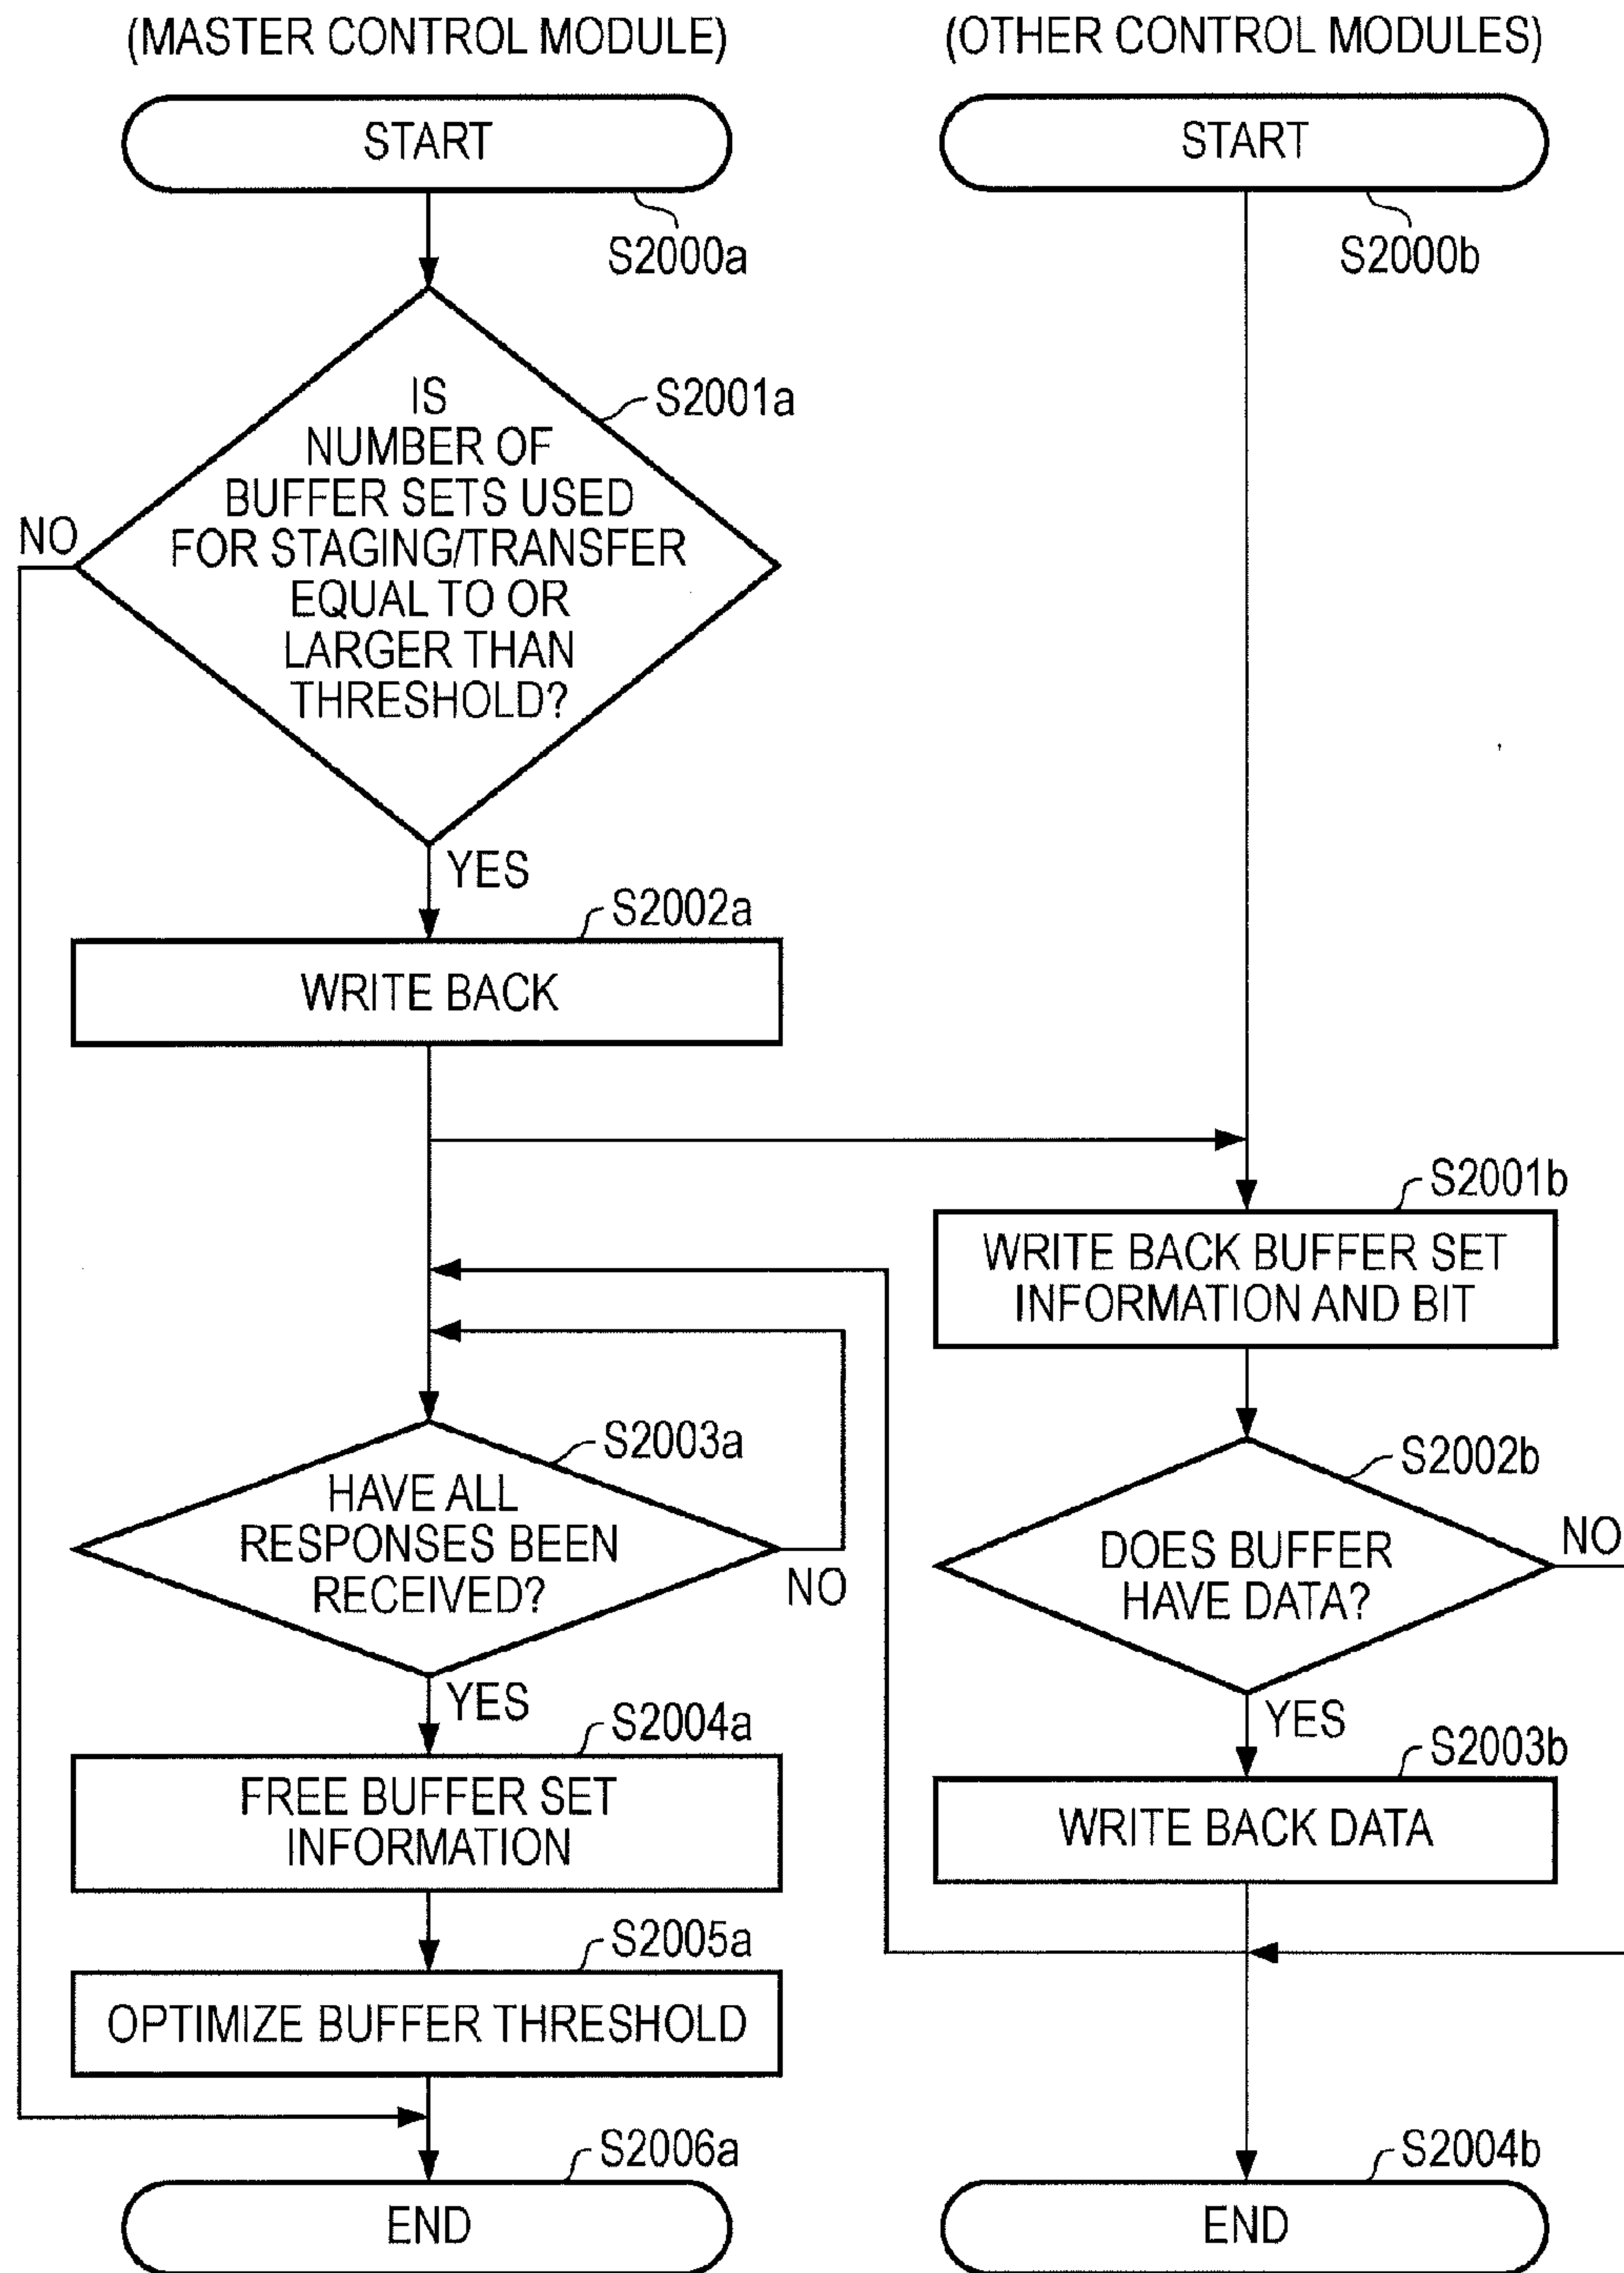 (MASTER CONTROL MODULE)
(OTHER CONTROL MODULES)
START
START
S2000a
S2000b
IS
NUMBER OF
BUFFER SETS USED
FOR STAGING/TRANSFER
EQUAL TO OR
LARGER THAN
THRESHOLD?
S2001a
NO
YES
S2002a
WRITE BACK
S2001b
WRITE BACK BUFFER SET
INFORMATION AND BIT
S2003a
HAVE ALL
RESPONSES BEEN
RECEIVED?
NO
S2002b
DOES BUFFER
HAVE DATA?
NO
YES
YES
S2004a
FREE BUFFER SET
INFORMATION
S2003b
WRITE BACK DATA
S2005a
OPTIMIZE BUFFER THRESHOLD
S2006a
END
S2004b
END